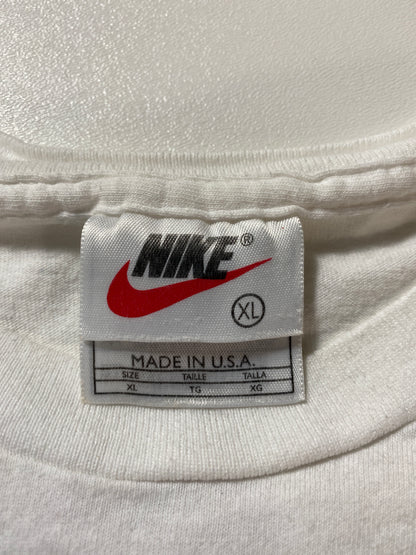 NIKE®
XL
MADE IN U.S.A.
SIZE TAILLE TALLA
XL TG XG